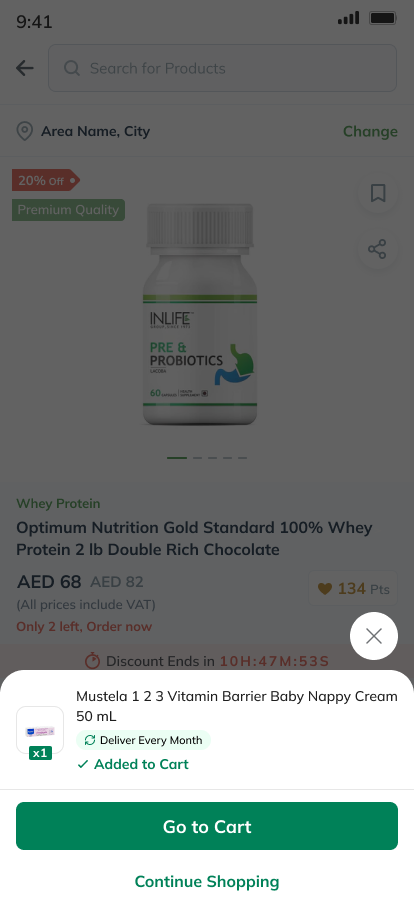 9:41
Search for Products
Area Name, City
Change
20% Off
Premium Quality
INLIFE
PRE &
PROBIOTICS
60
Whey Protein
Optimum Nutrition Gold Standard 100% Whey
Protein 2 lb Double Rich Chocolate
AED 68 AED 82
134 Pts
(All prices include VAT)
Only 2 left, Order now
Discount Ends in 10H:47M:53S
Mustela 1 2 3 Vitamin Barrier Baby Nappy Cream
50 mL
x1
Deliver Every Month
Added to Cart
Go to Cart
Continue Shopping